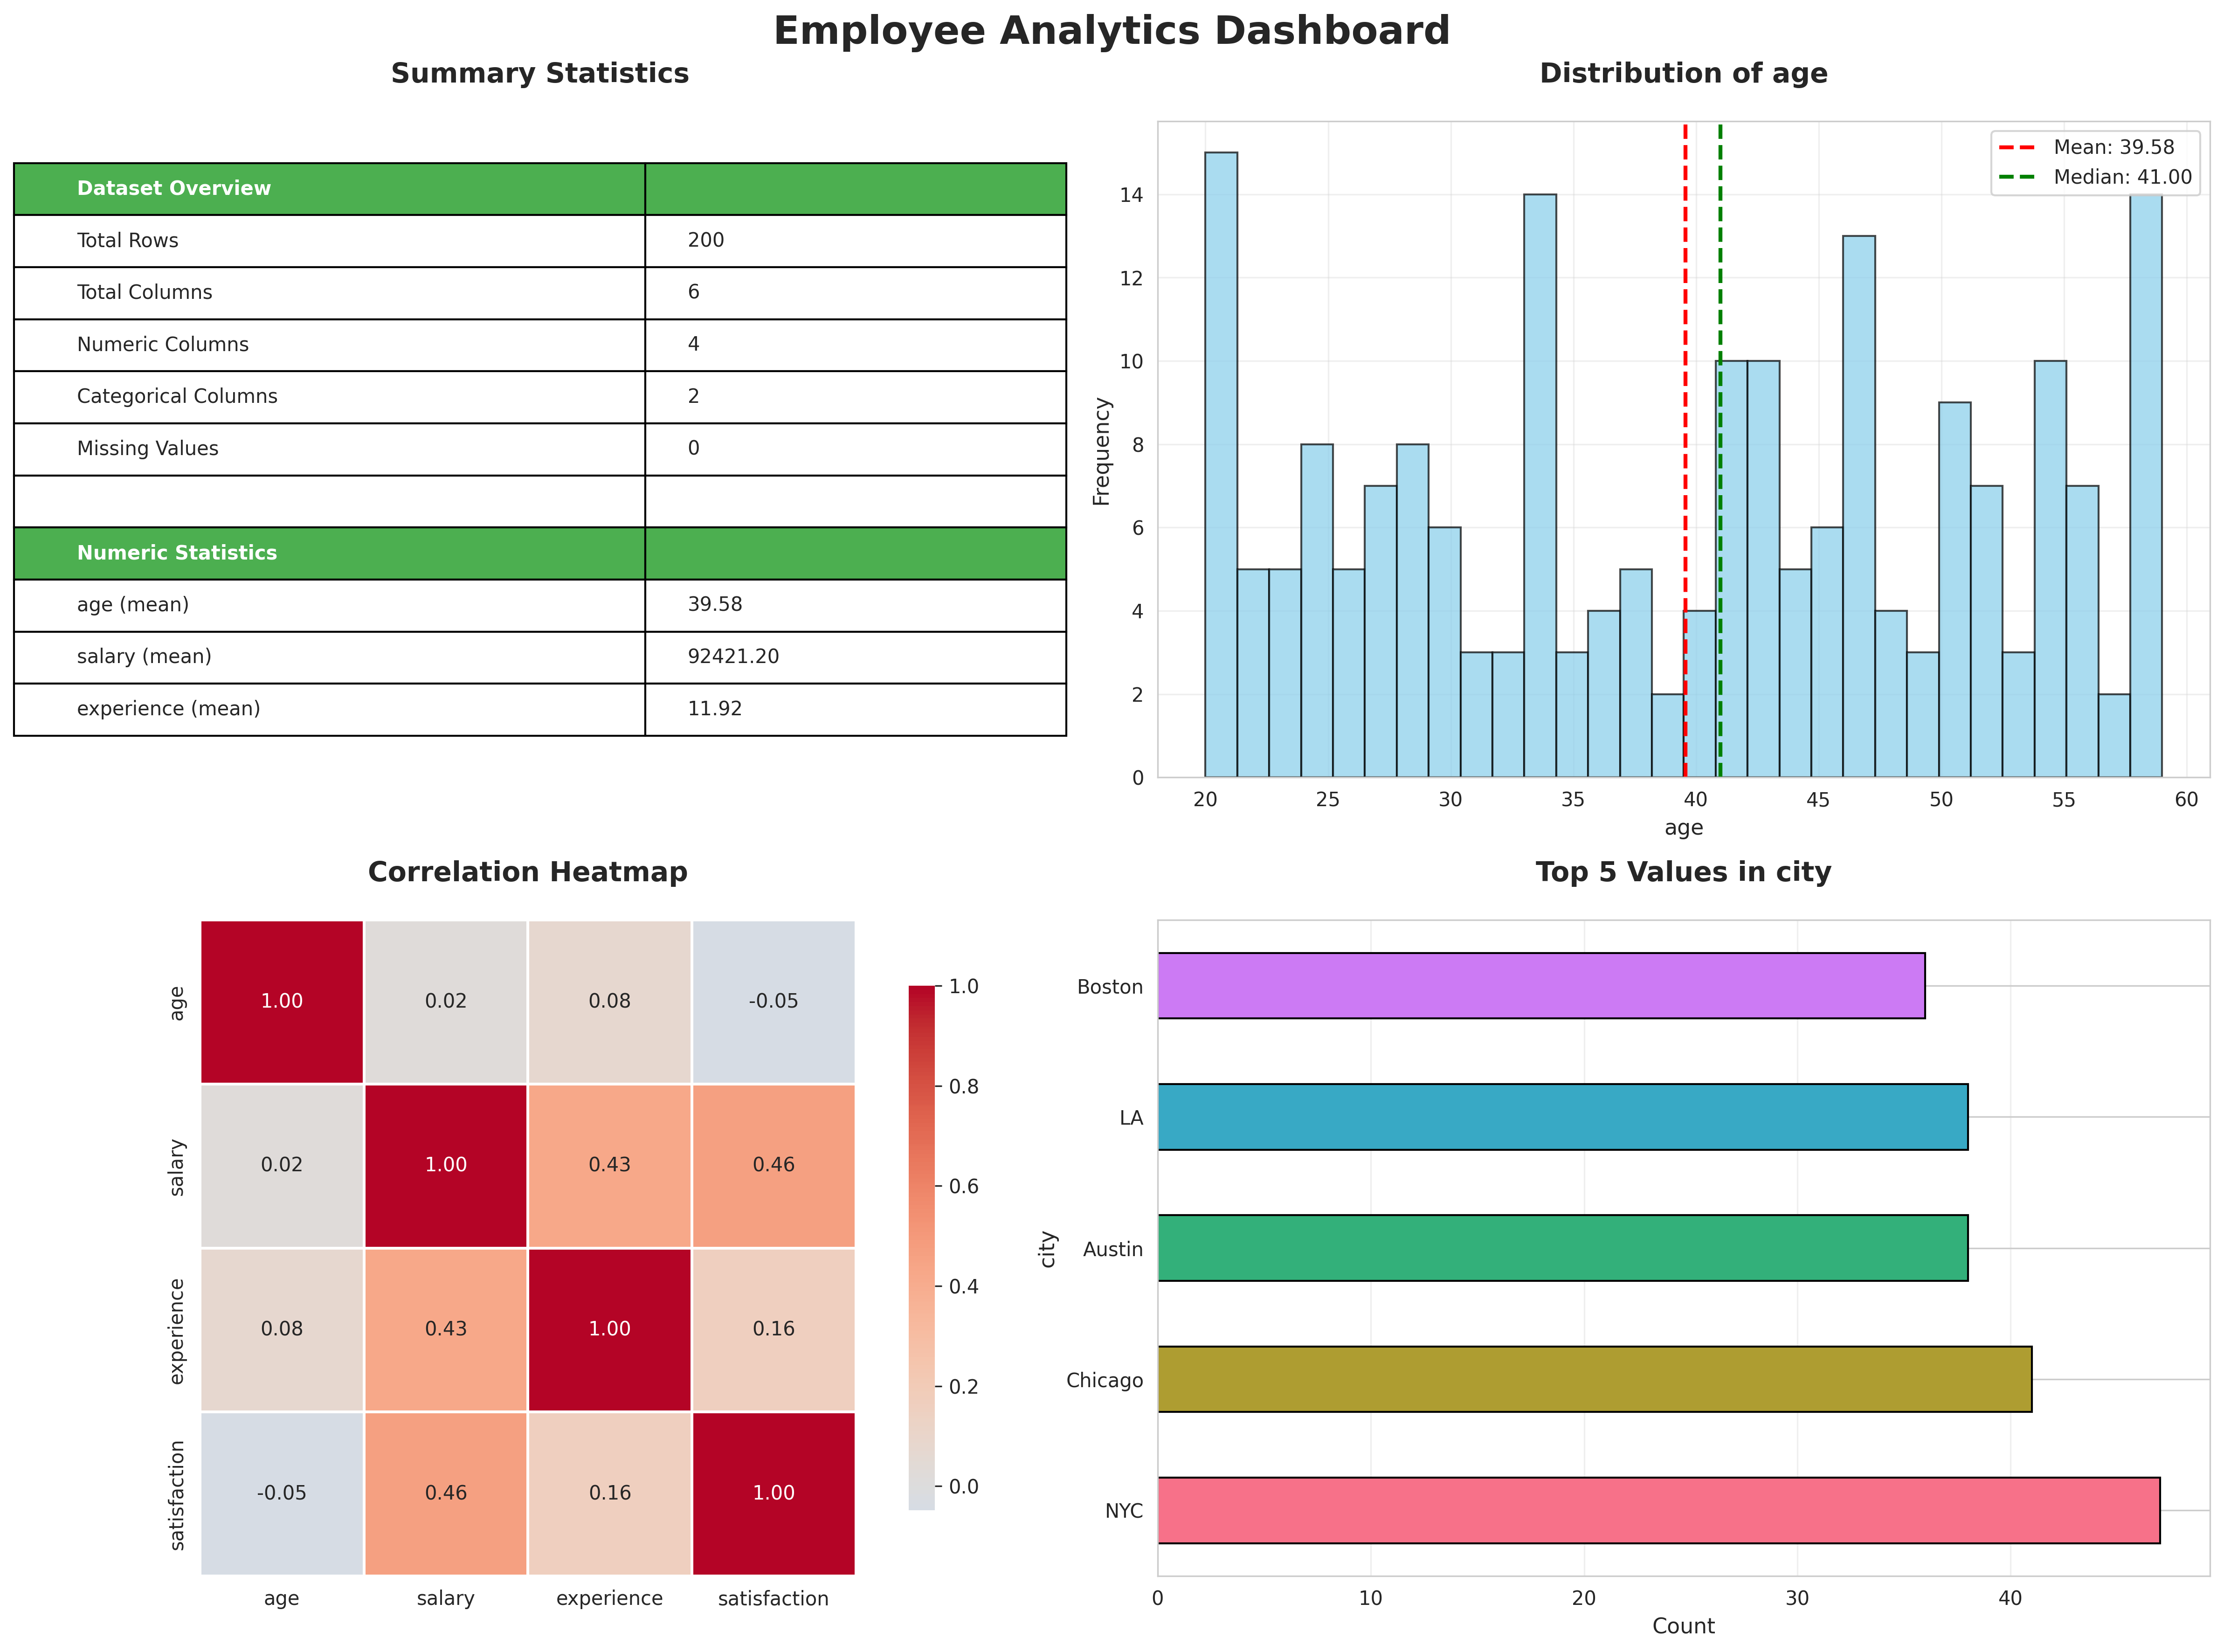 Employee Analytics Dashboard
Summary Statistics
Dataset Overview
Total Rows 200
Total Columns 6
Numeric Columns 4
Categorical Columns 2
Missing Values 0
Numeric Statistics
age (mean) 39.58
salary (mean) 92421.20
experience (mean) 11.92
Distribution of age
Mean: 39.58
Median: 41.00
Frequency
14
12
10
8
6
4
2
0
20 25 30 35 40 45 50 55 60
age
Correlation Heatmap
age 1.00 0.02 0.08 -0.05
salary 0.02 1.00 0.43 0.46
experience 0.08 0.43 1.00 0.16
satisfaction -0.05 0.46 0.16 1.00
age salary experience satisfaction
1.0
0.8
0.6
0.4
0.2
0.0
Top 5 Values in city
city
Boston
LA
Austin
Chicago
NYC
0 10 20 30 40
Count